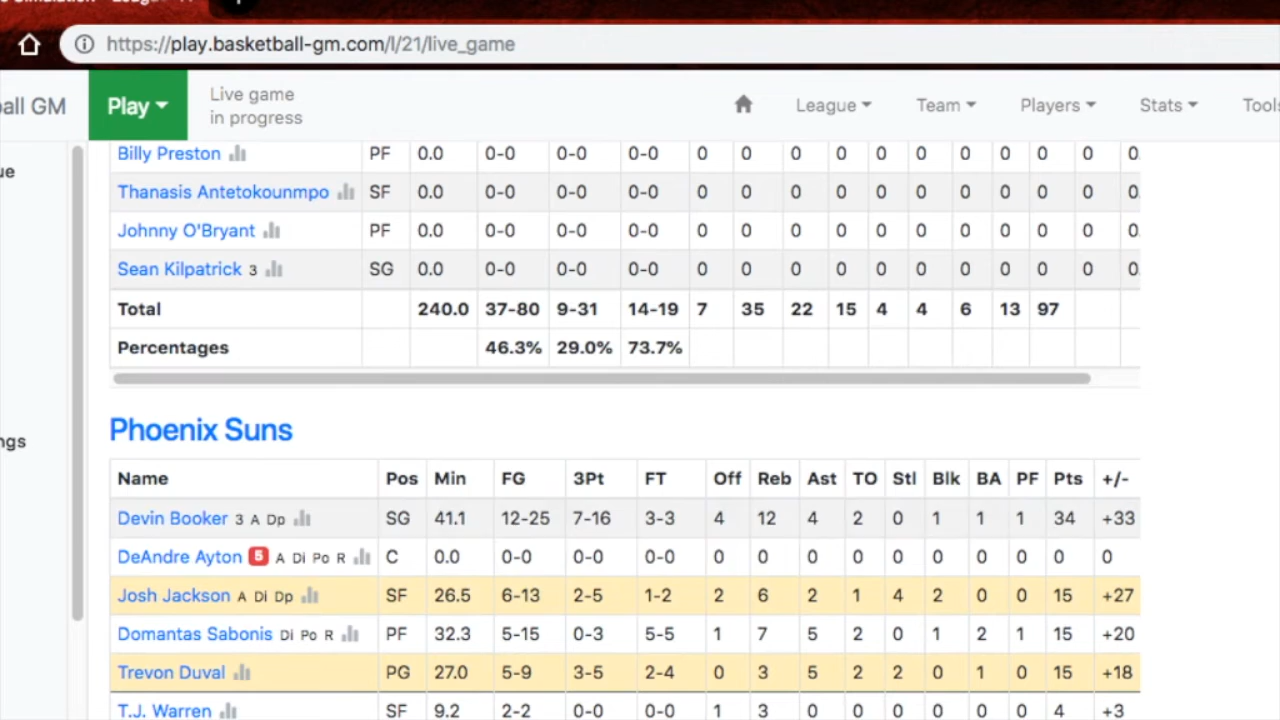 https://play.basketball-gm.com/l/21/live_game
ball GM Play Live game in progress League Team Players Stats Tools
Billy Preston PF 0.0 0-0 0-0 0-0 0 0 0 0 0 0 0 0 0 0.
Thanasis Antetokounmpo SF 0.0 0-0 0-0 0-0 0 0 0 0 0 0 0 0 0 0.
Johnny O'Bryant PF 0.0 0-0 0-0 0-0 0 0 0 0 0 0 0 0 0 0.
Sean Kilpatrick 3 SG 0.0 0-0 0-0 0-0 0 0 0 0 0 0 0 0 0 0.
Total 240.0 37-80 9-31 14-19 7 35 22 15 4 4 6 13 97
Percentages 46.3% 29.0% 73.7%
Phoenix Suns
Name Pos Min FG 3Pt FT Off Reb Ast TO Stl Blk BA PF Pts +/-
Devin Booker 3 A Dp SG 41.1 12-25 7-16 3-3 4 12 4 2 0 1 1 1 34 +33
DeAndre Ayton 5 A Di Po R C 0.0 0-0 0-0 0-0 0 0 0 0 0 0 0 0 0 0
Josh Jackson A Di Dp SF 26.5 6-13 2-5 1-2 2 6 2 1 4 2 0 0 15 +27
Domantas Sabonis Di Po R PF 32.3 5-15 0-3 5-5 1 7 5 2 0 1 2 1 15 +20
Trevon Duval PG 27.0 5-9 3-5 2-4 0 3 5 2 2 0 1 0 15 +18
T.J. Warren SF 9.2 2-2 0-0 0-0 1 3 0 0 0 0 0 0 4 +3